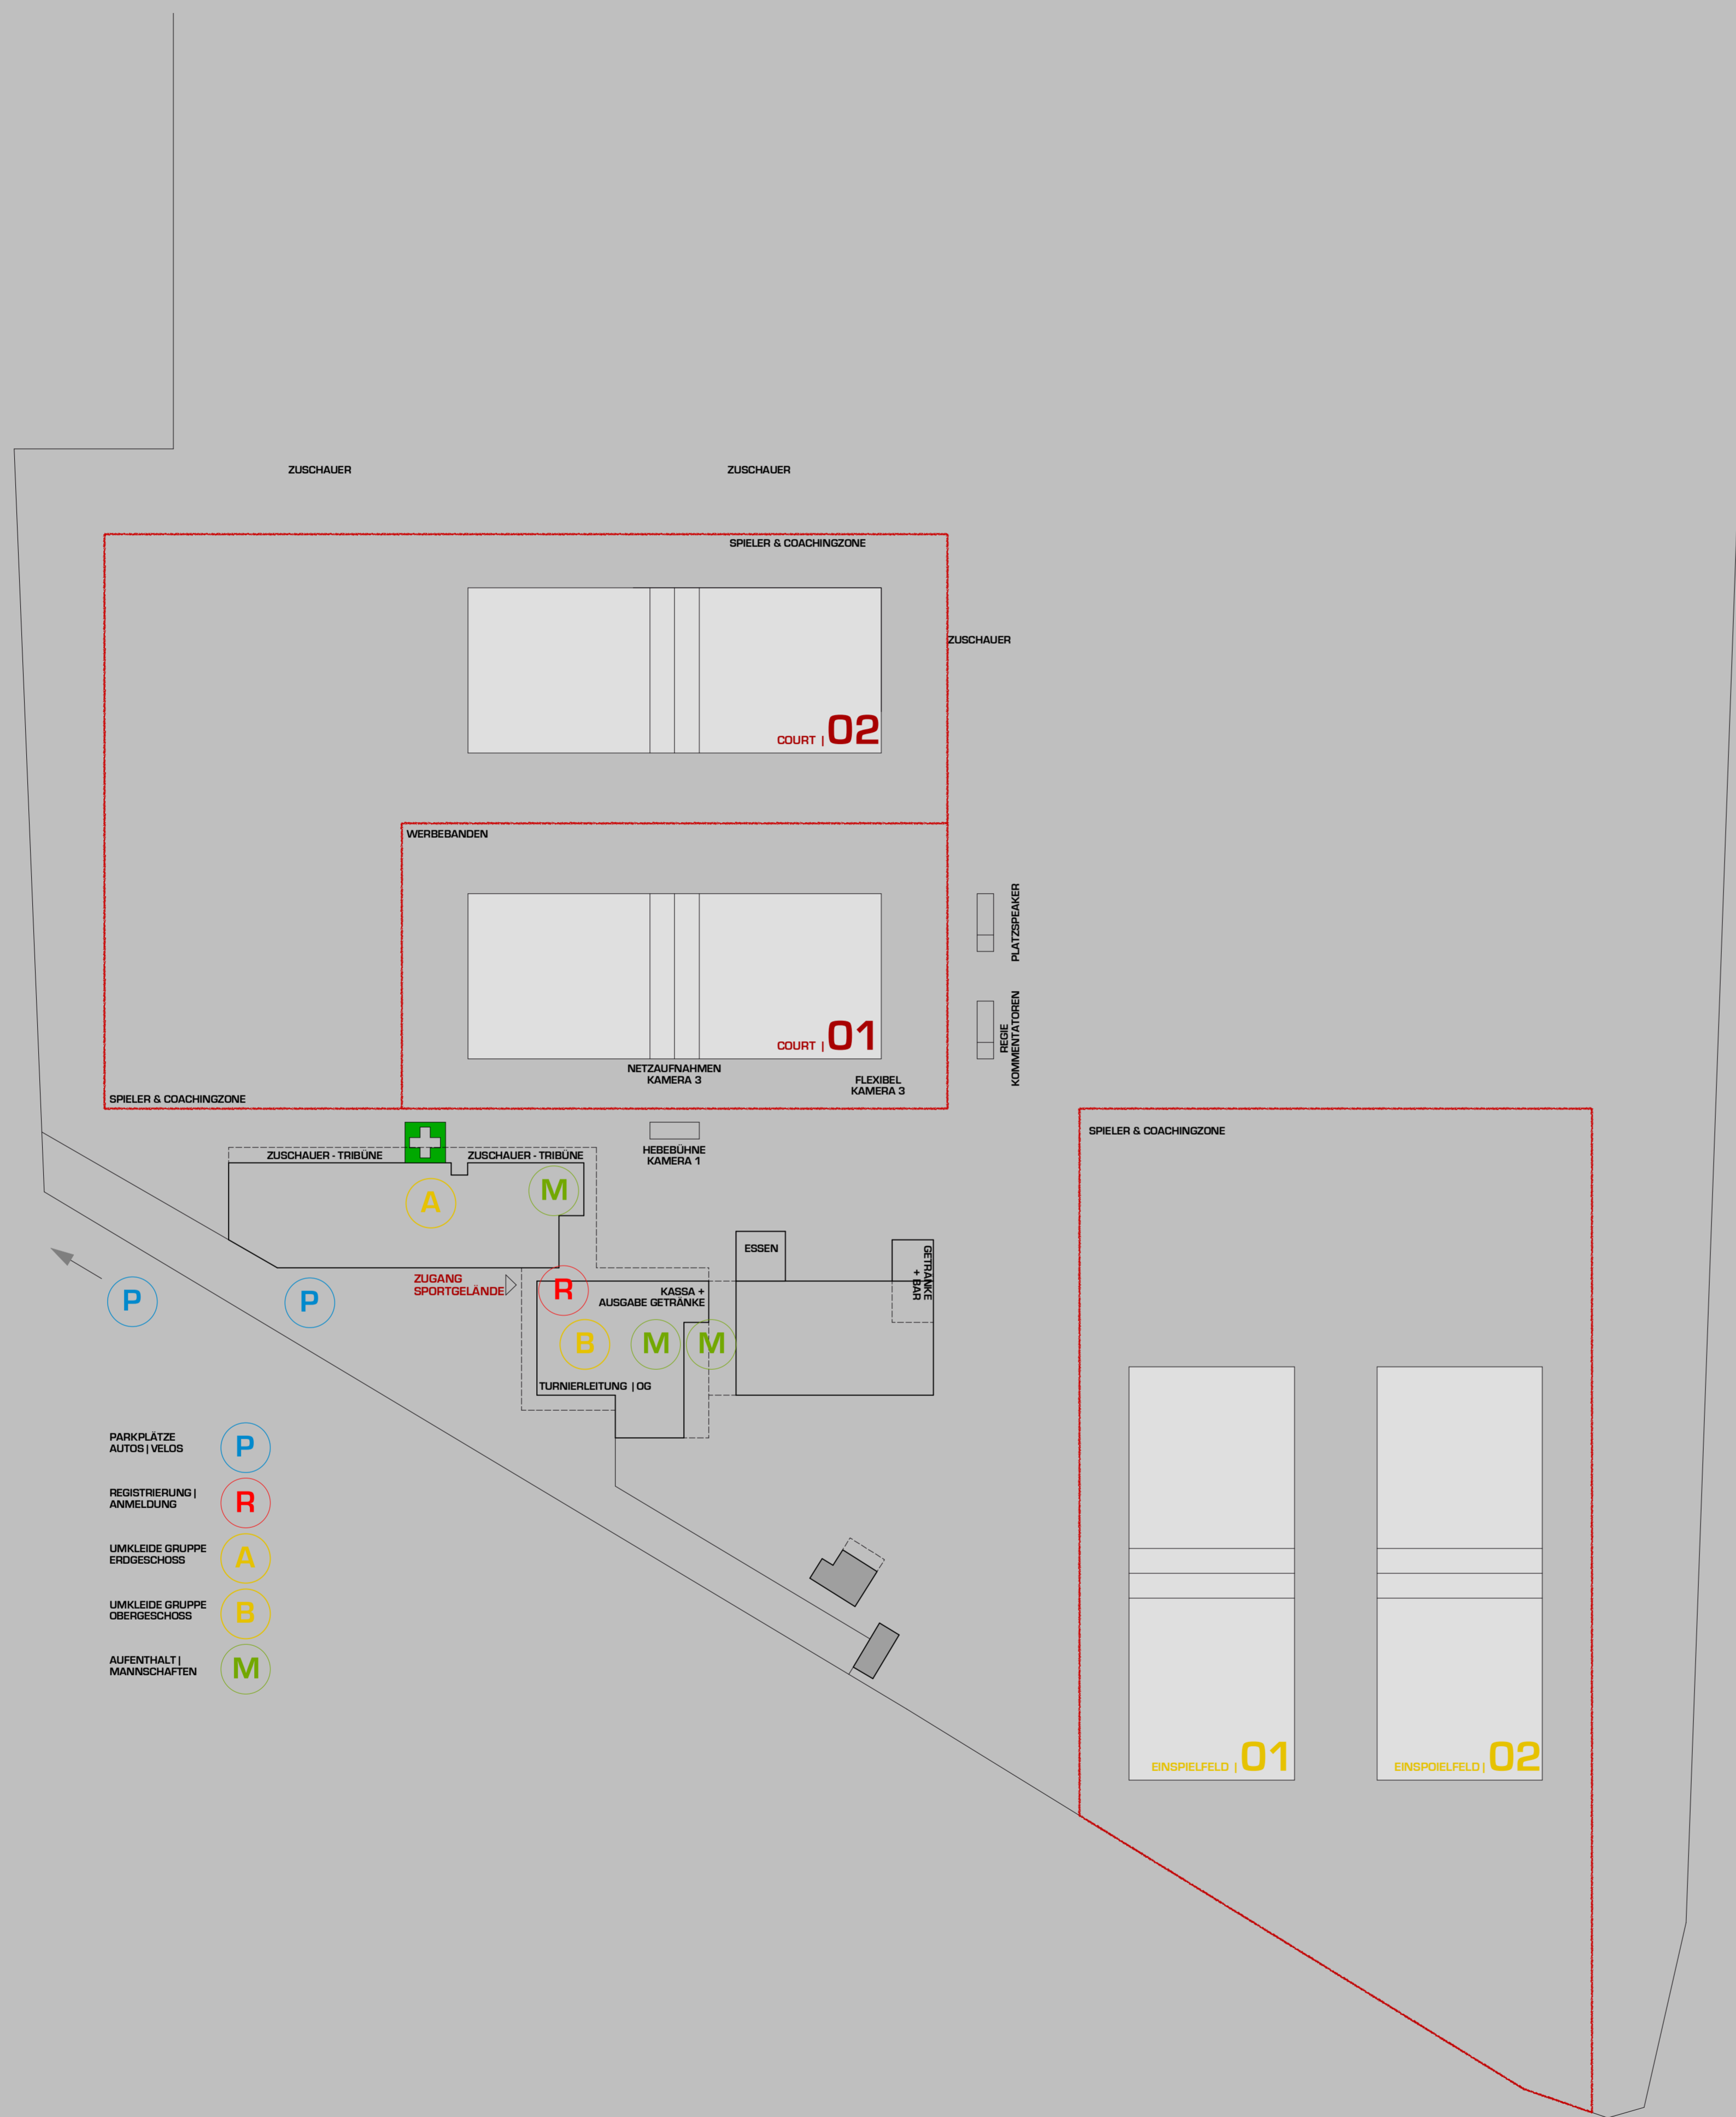 ZUSCHAUER
ZUSCHAUER
SPIELER & COACHINGZONE
ZUSCHAUER
COURT | 02
WERBEBANDEN
PLATZSPEAKER
COURT | 01
REGIE
KOMMENTATOREN
NETZAUFNAHMEN
KAMERA 3
FLEXIBEL
KAMERA 3
SPIELER & COACHINGZONE
SPIELER & COACHINGZONE
ZUSCHAUER - TRIBÜNE
ZUSCHAUER - TRIBÜNE
HEBEBÜHNE
KAMERA 1
A
M
ESSEN
GETRÄNKE
+ BAR
ZUGANG
SPORTGELÄNDE
R
KASSA +
AUSGABE GETRÄNKE
P
P
B
M
M
TURNIERLEITUNG | OG
PARKPLÄTZE
AUTOS | VELOS
P
REGISTRIERUNG |
ANMELDUNG
R
UMKLEIDE GRUPPE
ERDGESCHOSS
A
UMKLEIDE GRUPPE
OBERGESCHOSS
B
AUFENTHALT |
MANNSCHAFTEN
M
EINSPIELFELD | 01
EINSPOIELFELD | 02